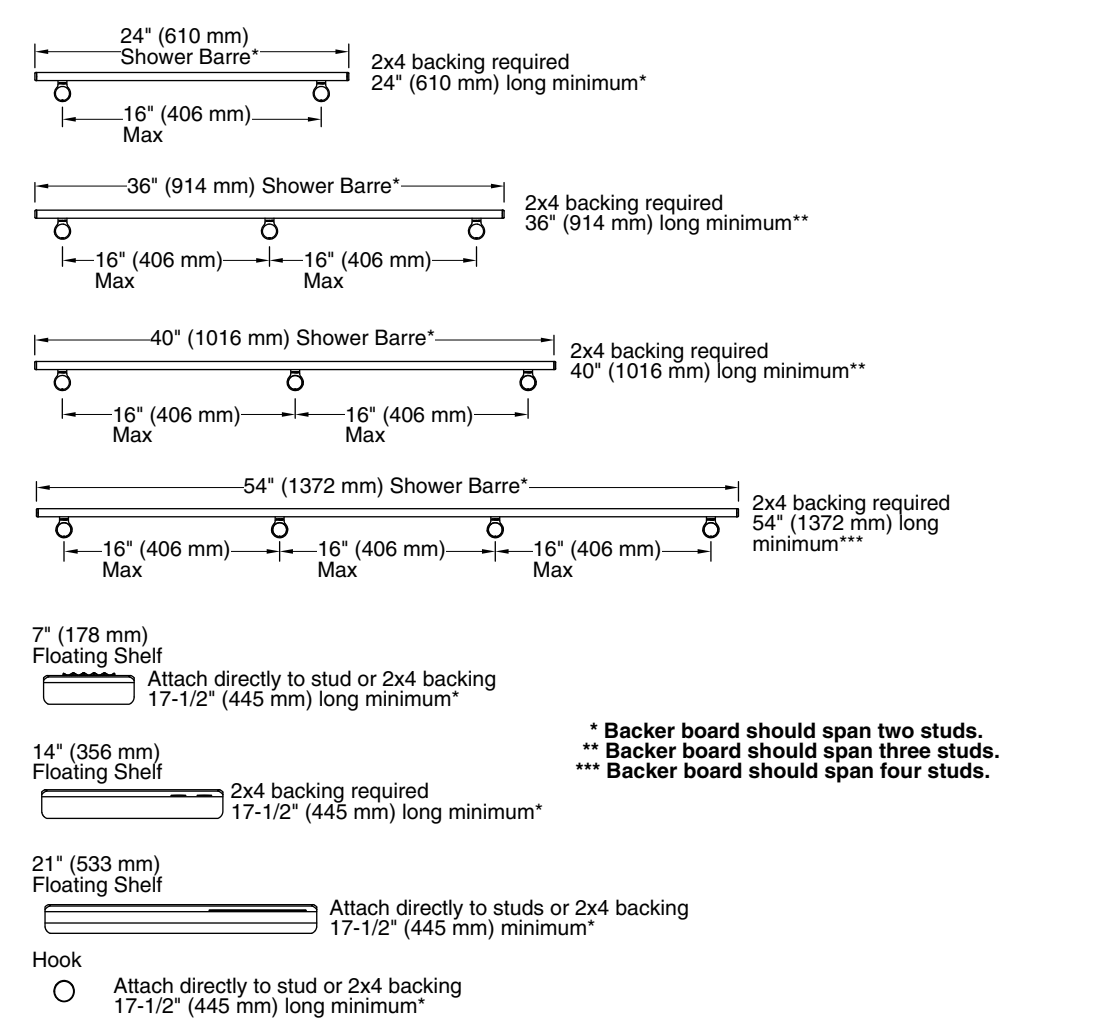 24" (610 mm)
Shower Barre*
2x4 backing required
24" (610 mm) long minimum*
16" (406 mm)
Max
36" (914 mm) Shower Barre*
2x4 backing required
36" (914 mm) long minimum**
16" (406 mm)
Max
16" (406 mm)
Max
40" (1016 mm) Shower Barre*
2x4 backing required
40" (1016 mm) long minimum**
16" (406 mm)
Max
16" (406 mm)
Max
54" (1372 mm) Shower Barre*
2x4 backing required
54" (1372 mm) long
minimum***
16" (406 mm)
Max
16" (406 mm)
Max
16" (406 mm)
Max
7" (178 mm)
Floating Shelf
Attach directly to stud or 2x4 backing
17-1/2" (445 mm) long minimum*
* Backer board should span two studs.
** Backer board should span three studs.
*** Backer board should span four studs.
14" (356 mm)
Floating Shelf
2x4 backing required
17-1/2" (445 mm) long minimum*
21" (533 mm)
Floating Shelf
Attach directly to studs or 2x4 backing
17-1/2" (445 mm) minimum*
Hook
Attach directly to stud or 2x4 backing
17-1/2" (445 mm) long minimum*